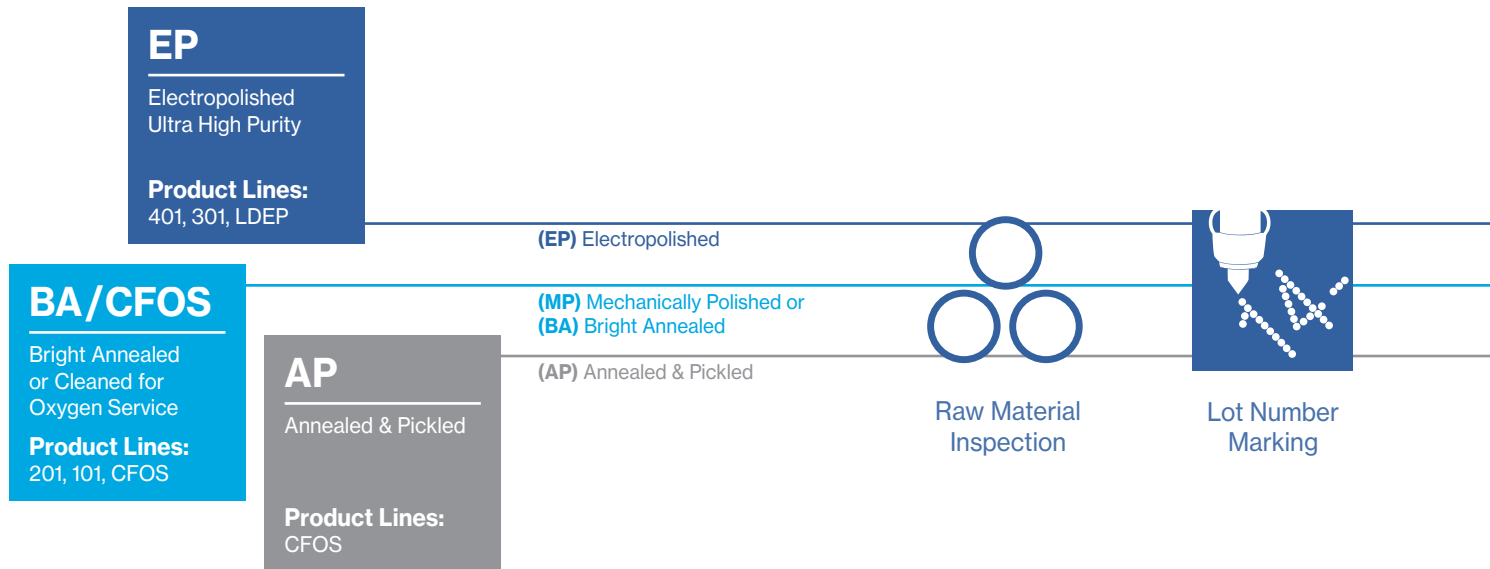 EP
Electropolished
Ultra High Purity
Product Lines:
401, 301, LDEP
BA/CFOS
Bright Annealed
or Cleaned for
Oxygen Service
Product Lines:
201, 101, CFOS
AP
Annealed & Pickled
Product Lines:
CFOS
(EP) Electropolished
(MP) Mechanically Polished or
(BA) Bright Annealed
(AP) Annealed & Pickled
Raw Material
Inspection
Lot Number
Marking